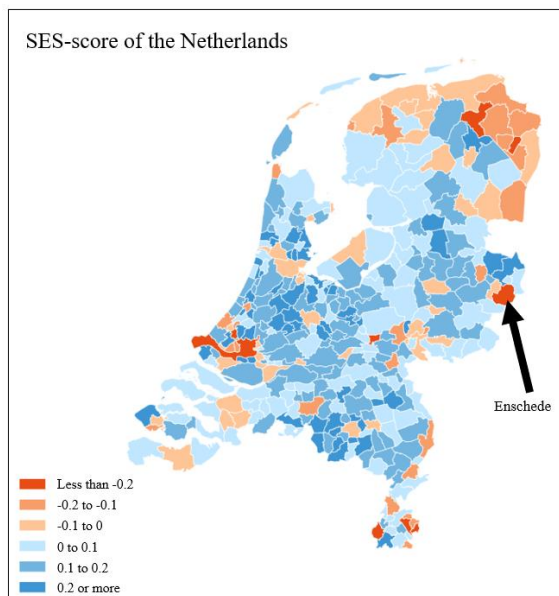 SES-score of the Netherlands
Enschede
Less than -0.2
-0.2 to -0.1
-0.1 to 0
0 to 0.1
0.1 to 0.2
0.2 or more